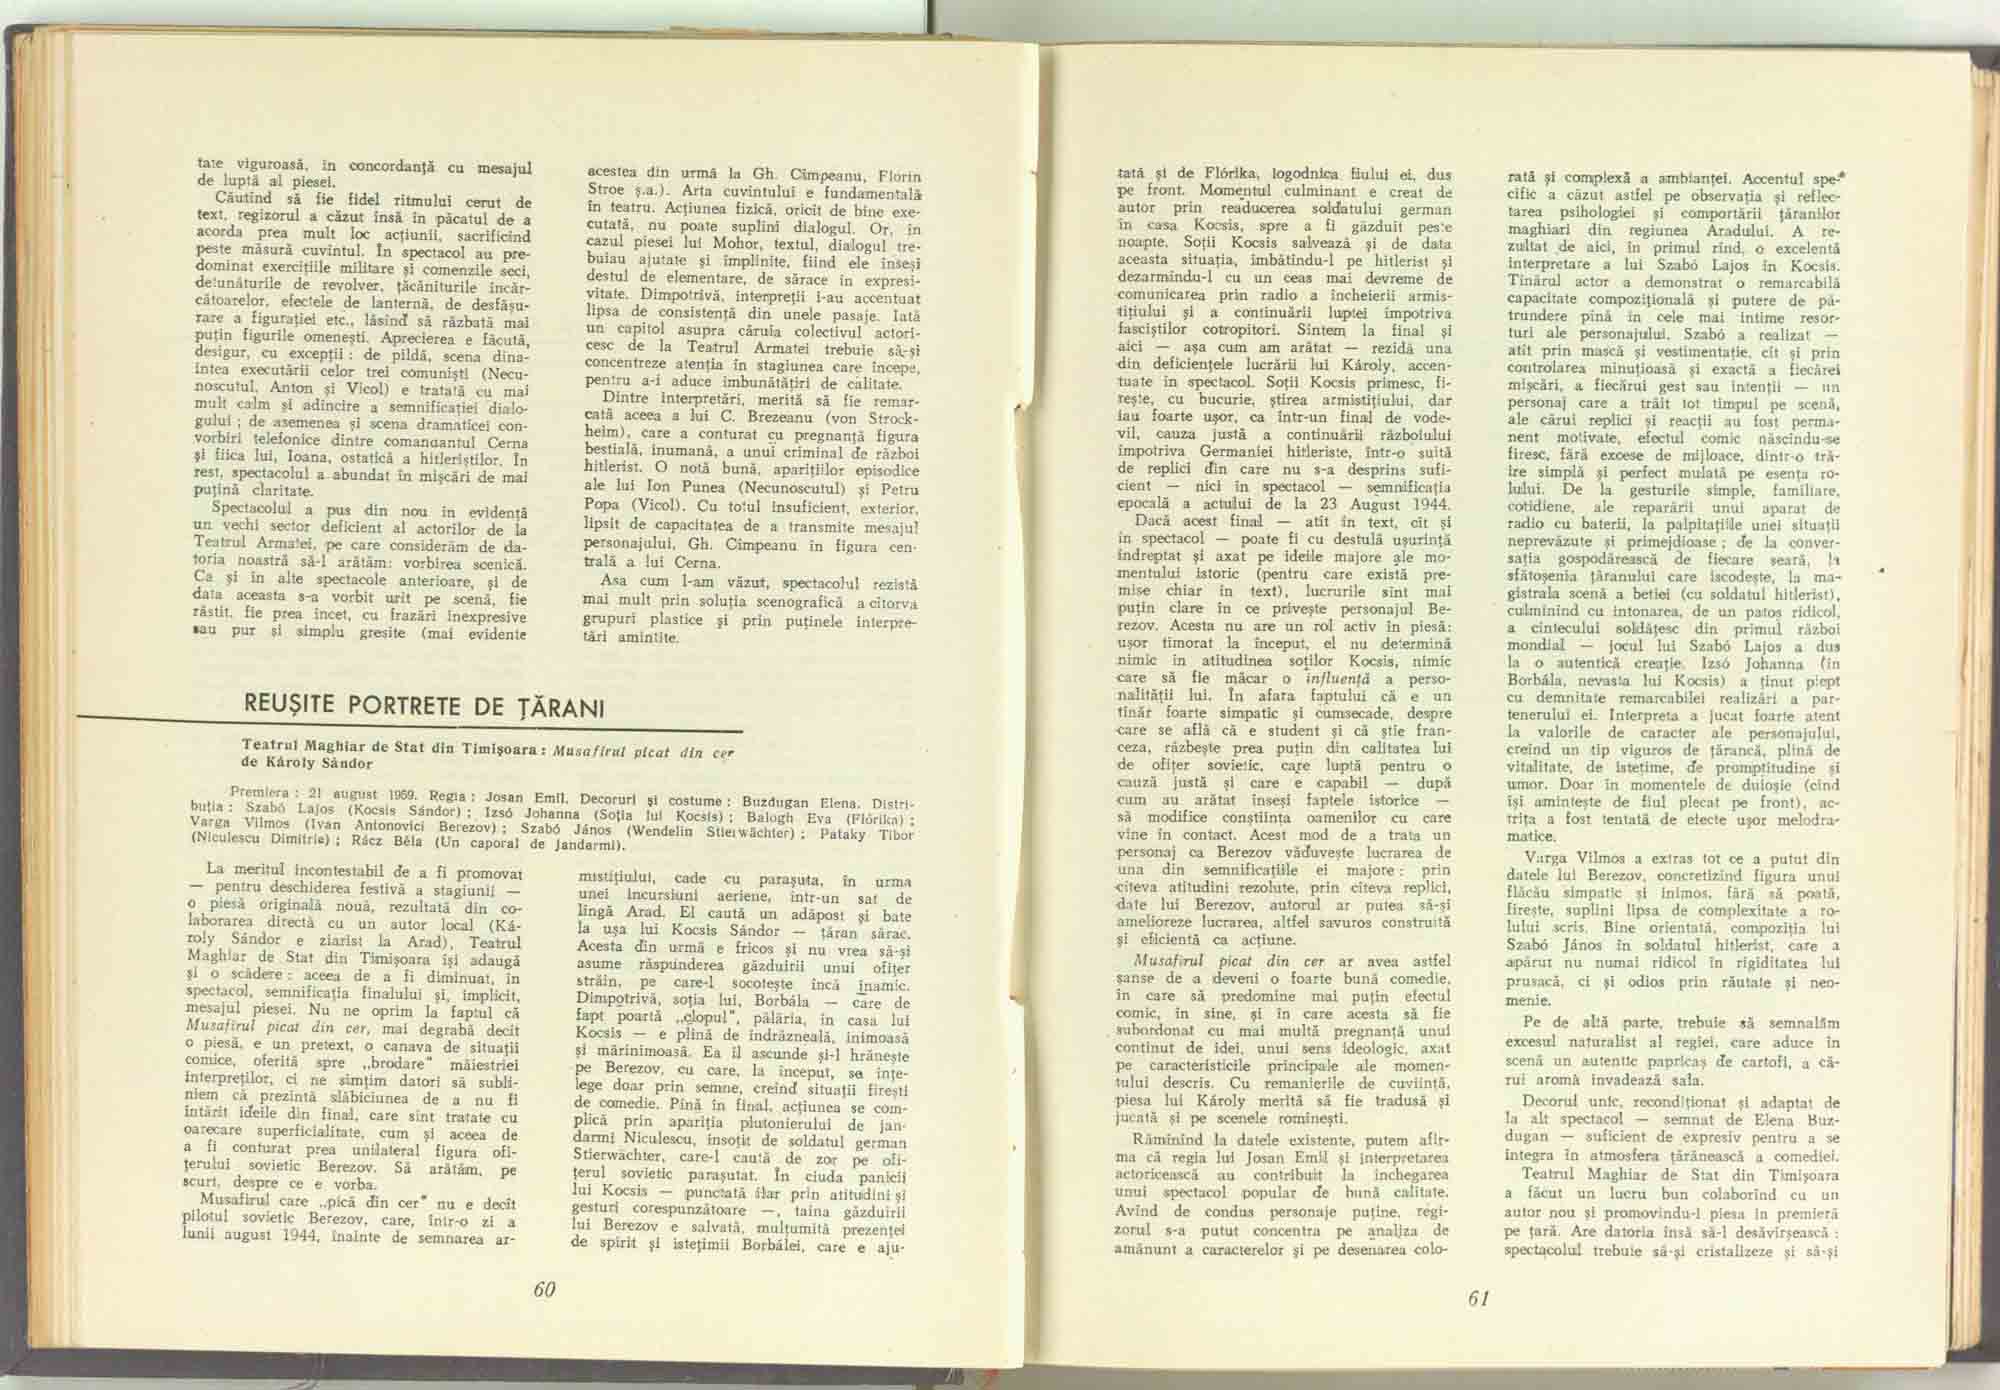 tate viguroasă, în concordanță cu mesajul
de luptă al piesei.
Căutînd să fie fidel ritmului cerut de
text, regizorul a căzut însă în păcatul de a
acorda prea mult loc acțiunii, sacrificînd
peste măsură cuvîntul. În spectacol au pre-
dominat exercițiile militare și comenzile seci,
detunăturile de revolver, țăcăniturile încăr-
cătoarelor, efectele de lanternă, de desfășu-
rare a figurației etc., lăsînd să răzbată mai
puțin figurile omenești. Aprecierea e făcută,
desigur, cu excepții : de pildă, scena dina-
intea executării celor trei comuniști (Necu-
noscutul, Anton și Vicol) e tratată cu mai
mult calm și adîncire a semnificației dialo-
gului ; de asemenea și scena dramaticei con-
vorbiri telefonice dintre comandantul Cerna
și fiica lui, Ioana, ostatică a hitleriștilor. În
rest, spectacolul a abundat în mișcări de mai
puțină claritate.
Spectacolul a pus din nou în evidență
un vechi sector deficient al actorilor de la
Teatrul Armatei, pe care considerăm de da-
toria noastră să-l arătăm: vorbirea scenică.
Ca și în alte spectacole anterioare, și de
data aceasta s-a vorbit urît pe scenă, fie
răstit, fie prea încet, cu frazări inexpresive
sau pur și simplu greșite (mai evidente
acestea din urmă la Gh. Cîmpeanu, Florin
Stroe ș.a.). Arta cuvîntului e fundamentală
în teatru. Acțiunea fizică, oricît de bine exe-
cutată, nu poate suplini dialogul. Or, în
cazul piesei lui Mohor, textul, dialogul tre-
buiau ajutate și împlinite, fiind ele înseși
destul de elementare, de sărace în expresi-
vitate. Dimpotrivă, interpreții i-au accentuat
lipsa de consistență din unele pasaje. Iată
un capitol asupra căruia colectivul actori-
cesc de la Teatrul Armatei trebuie să-și
concentreze atenția în stagiunea care începe,
pentru a-i aduce îmbunătățiri de calitate.
Dintre interpretări, merită să fie remar-
cată aceea a lui C. Brezeanu (von Strock-
heim), care a conturat cu pregnanță figura
bestială, inumană, a unui criminal de război
hitlerist. O notă bună, aparițiilor episodice
ale lui Ion Punea (Necunoscutul) și Petru
Popa (Vicol). Cu totul insuficient, exterior,
lipsit de capacitatea de a transmite mesajul
personajului, Gh. Cîmpeanu în figura cen-
trală a lui Cerna.
Așa cum l-am văzut, spectacolul rezistă
mai mult prin soluția scenografică a cîtorva
grupuri plastice și prin puținele interpre-
tări amintite.
REUȘITE PORTRETE DE ȚĂRANI
Teatrul Maghiar de Stat din Timișoara : Musafirul picat din cer
de Károly Sándor
Premiera : 21 august 1959. Regia : Josan Emil. Decoruri și costume : Buzdugan Elena. Distri-
buția : Szabó Lajos (Kocsis Sándor) ; Izsó Johanna (Soția lui Kocsis) ; Balogh Eva (Flórika) ;
Varga Vilmos (Ivan Antonovici Berezov) ; Szabó János (Wendelin Stierwächter) ; Pataky Tibor
(Niculescu Dimitrie) ; Rácz Béla (Un caporal de jandarmi).
La meritul incontestabil de a fi promovat
— pentru deschiderea festivă a stagiunii —
o piesă originală nouă, rezultată din co-
laborarea directă cu un autor local (Ká-
roly Sándor e ziarist la Arad), Teatrul
Maghiar de Stat din Timișoara își adaugă
și o scădere : aceea de a fi diminuat, în
spectacol, semnificația finalului și, implicit,
mesajul piesei. Nu ne oprim la faptul că
Musafirul picat din cer, mai degrabă decît
o piesă, e un pretext, o canava de situații
comice, oferită spre „brodare" măiestriei
interpreților, ci ne simțim datori să subli-
niem că prezintă slăbiciunea de a nu fi
întărit ideile din final, care sînt tratate cu
oarecare superficialitate, cum și aceea de
a fi conturat prea unilateral figura ofi-
țerului sovietic Berezov. Să arătăm, pe
scurt, despre ce e vorba.
Musafirul care „pică din cer" nu e decît
pilotul sovietic Berezov, care, într-o zi a
lunii august 1944, înainte de semnarea ar-
mistițiului, cade cu parașuta, în urma
unei incursiuni aeriene, într-un sat de
lîngă Arad. El caută un adăpost și bate
la ușa lui Kocsis Sándor — țăran sărac.
Acesta din urmă e fricos și nu vrea să-și
asume răspunderea găzduirii unui ofițer
străin, pe care-l socotește încă inamic.
Dimpotrivă, soția lui, Borbála — care de
fapt poartă „clopul", pălăria, în casa lui
Kocsis — e plină de îndrăzneală, inimoasă
și mărinimoasă. Ea îl ascunde și-l hrănește
pe Berezov, cu care, la început, se înțe-
lege doar prin semne, creînd situații firești
de comedie. Pînă în final, acțiunea se com-
plică prin apariția plutonierului de jan-
darmi Niculescu, însoțit de soldatul german
Stierwächter, care-l caută de zor pe ofi-
țerul sovietic parașutat. În ciuda panicii
lui Kocsis — punctată ilar prin atitudini și
gesturi corespunzătoare —, taina găzduirii
lui Berezov e salvată, mulțumită prezenței
de spirit și istețimii Borbálei, care e aju-
60
tată și de Flórika, logodnica fiului ei, dus
pe front. Momentul culminant e creat de
autor prin readucerea soldatului german
în casa Kocsis, spre a fi găzduit peste
noapte. Soții Kocsis salvează și de data
aceasta situația, îmbătîndu-l pe hitlerist și
dezarmîndu-l cu un ceas mai devreme de
comunicarea prin radio a încheierii armis-
tițiului și a continuării luptei împotriva
fasciștilor cotropitori. Sîntem la final și
aici — așa cum am arătat — rezidă una
din deficiențele lucrării lui Károly, accen-
tuate în spectacol. Soții Kocsis primesc, fi-
rește, cu bucurie, știrea armistițiului, dar
iau foarte ușor, ca într-un final de vode-
vil, cauza justă a continuării războiului
împotriva Germaniei hitleriste, într-o suită
de replici din care nu s-a desprins sufi-
cient — nici în spectacol — semnificația
epocală a actului de la 23 August 1944.
Dacă acest final — atît în text, cît și
în spectacol — poate fi cu destulă ușurință
îndreptat și axat pe ideile majore ale mo-
mentului istoric (pentru care există pre-
mise chiar în text), lucrurile sînt mai
puțin clare în ce privește personajul Be-
rezov. Acesta nu are un rol activ în piesă:
ușor timorat la început, el nu determină
nimic în atitudinea soților Kocsis, nimic
care să fie măcar o influență a perso-
nalității lui. În afara faptului că e un
tînăr foarte simpatic și cumsecade, despre
care se află că e student și că știe fran-
ceza, răzbește prea puțin din calitatea lui
de ofițer sovietic, care luptă pentru o
cauză justă și care e capabil — după
cum au arătat înseși faptele istorice —
să modifice conștiința oamenilor cu care
vine în contact. Acest mod de a trata un
personaj ca Berezov văduvește lucrarea de
una din semnificațiile ei majore : prin
cîteva atitudini rezolute, prin cîteva replici,
date lui Berezov, autorul ar putea să-și
amelioreze lucrarea, altfel savuros construită
și eficientă ca acțiune.
Musafirul picat din cer ar avea astfel
șanse de a deveni o foarte bună comedie,
în care să predomine mai puțin efectul
comic, în sine, și în care acesta să fie
subordonat cu mai multă pregnanță unui
conținut de idei, unui sens ideologic, axat
pe caracteristicile principale ale momen-
tului descris. Cu remanierile de cuviință,
piesa lui Károly merită să fie tradusă și
jucată și pe scenele romînești.
Rămînînd la datele existente, putem afir-
ma că regia lui Josan Emil și interpretarea
actoricească au contribuit la închegarea
unui spectacol popular de bună calitate.
Avînd de condus personaje puține, regi-
zorul s-a putut concentra pe analiza de
amănunt a caracterelor și pe desenarea colo-
rată și complexă a ambianței. Accentul spe-
cific a căzut astfel pe observația și reflec-
tarea psihologiei și comportării țăranilor
maghiari din regiunea Aradului. A re-
zultat de aici, în primul rînd, o excelentă
interpretare a lui Szabó Lajos în Kocsis.
Tînărul actor a demonstrat o remarcabilă
capacitate compozițională și putere de pă-
trundere pînă în cele mai intime resor-
turi ale personajului. Szabó a realizat —
atît prin mască și vestimentație, cît și prin
controlarea minuțioasă și exactă a fiecărei
mișcări, a fiecărui gest sau intenții — un
personaj care a trăit tot timpul pe scenă,
ale cărui replici și reacții au fost perma-
nent motivate, efectul comic născîndu-se
firesc, fără excese de mijloace, dintr-o tră-
ire simplă și perfect mulată pe esența ro-
lului. De la gesturile simple, familiare,
cotidiene, ale reparării unui aparat de
radio cu baterii, la palpitațiile unei situații
neprevăzute și primejdioase ; de la conver-
sația gospodărească de fiecare seară, la
sfătoșenia țăranului care iscodește, la ma-
gistrala scenă a beției (cu soldatul hitlerist),
culminînd cu intonarea, de un patos ridicol,
a cîntecului soldățesc din primul război
mondial — jocul lui Szabó Lajos a dus
la o autentică creație. Izsó Johanna (în
Borbála, nevasta lui Kocsis) a ținut piept
cu demnitate remarcabilei realizări a par-
tenerului ei. Interpreta a jucat foarte atent
la valorile de caracter ale personajului,
creînd un tip viguros de țărancă, plină de
vitalitate, de istețime, de promptitudine și
umor. Doar în momentele de duioșie (cînd
își amintește de fiul plecat pe front), ac-
trița a fost tentată de efecte ușor melodra-
matice.
Varga Vilmos a extras tot ce a putut din
datele lui Berezov, concretizînd figura unui
flăcău simpatic și inimos, fără să poată,
firește, suplini lipsa de complexitate a ro-
lului scris. Bine orientată, compoziția lui
Szabó János în soldatul hitlerist, care a
apărut nu numai ridicol în rigiditatea lui
prusacă, ci și odios prin răutate și neo-
menie.
Pe de altă parte, trebuie să semnalăm
excesul naturalist al regiei, care aduce în
scenă un autentic papricaș de cartofi, a că-
rui aromă invadează sala.
Decorul unic, recondiționat și adaptat de
la alt spectacol — semnat de Elena Buz-
dugan — suficient de expresiv pentru a se
integra în atmosfera țărănească a comediei.
Teatrul Maghiar de Stat din Timișoara
a făcut un lucru bun colaborînd cu un
autor nou și promovîndu-l piesa în premieră
pe țară. Are datoria însă să-l desăvîrșească :
spectacolul trebuie să-și cristalizeze și să-și
61